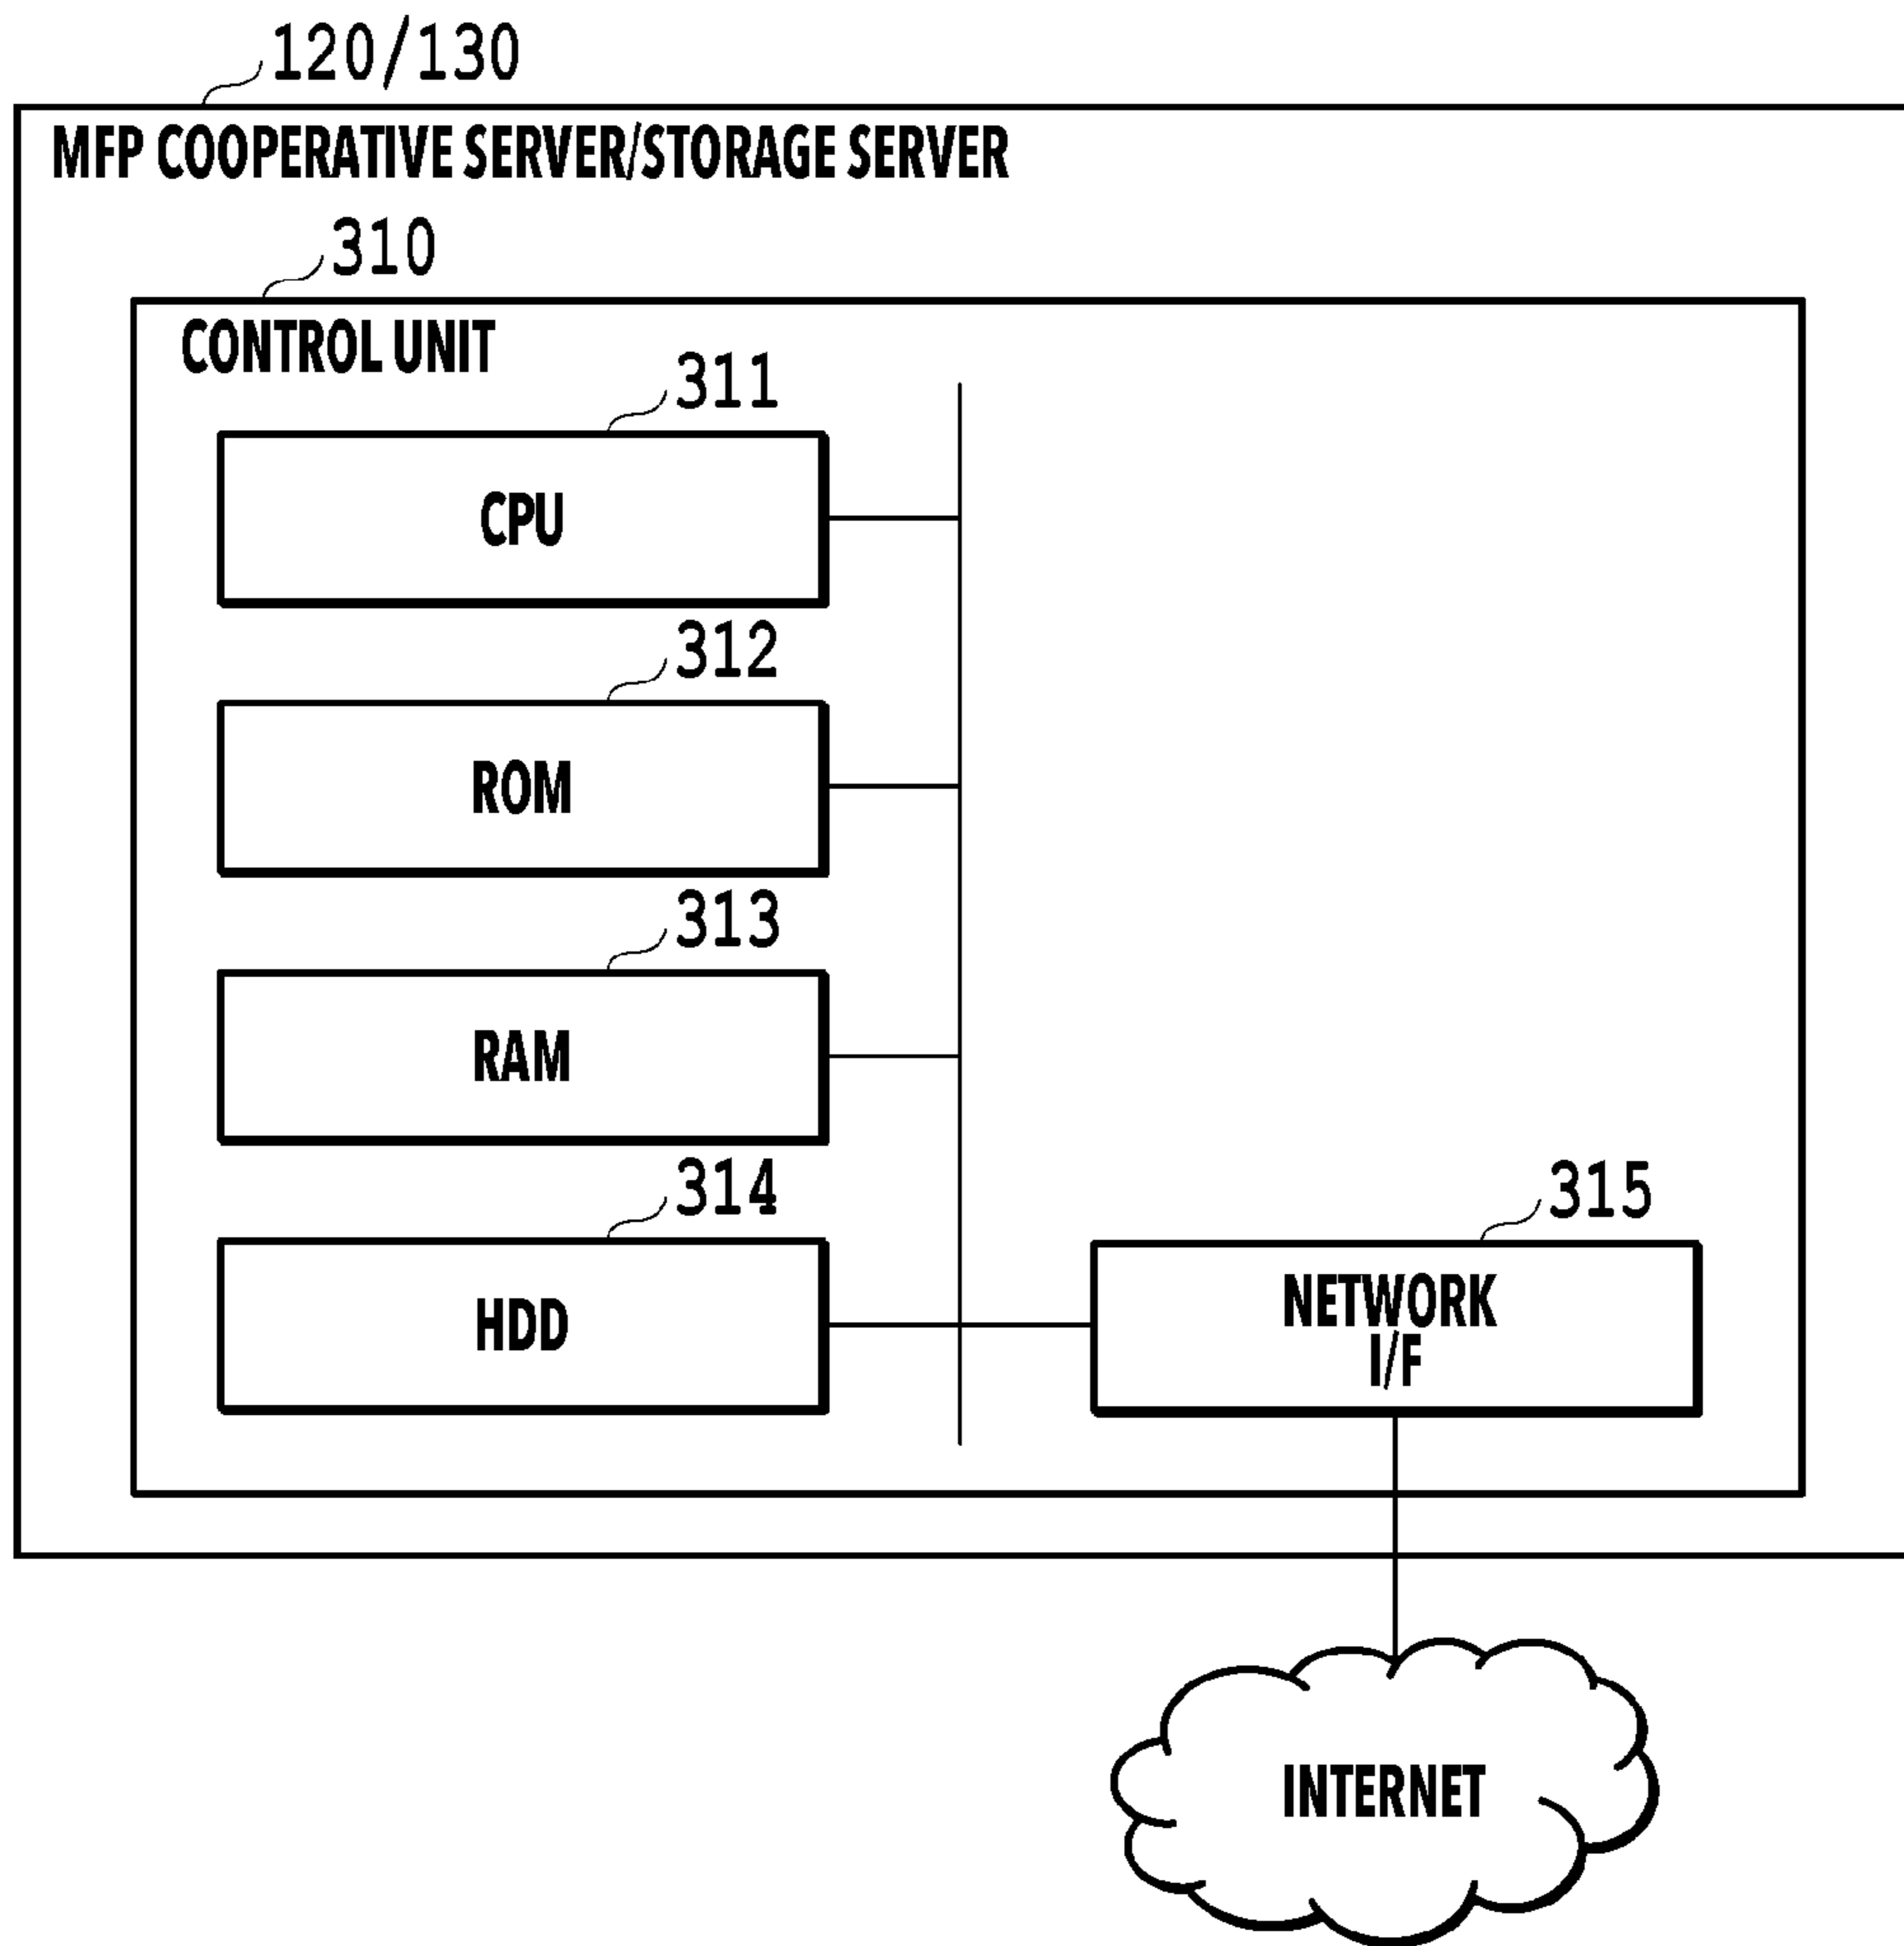 120/130
MFP COOPERATIVE SERVER/STORAGE SERVER
310
CONTROL UNIT
311
CPU
312
ROM
313
RAM
314
HDD
315
NETWORK
I/F
INTERNET